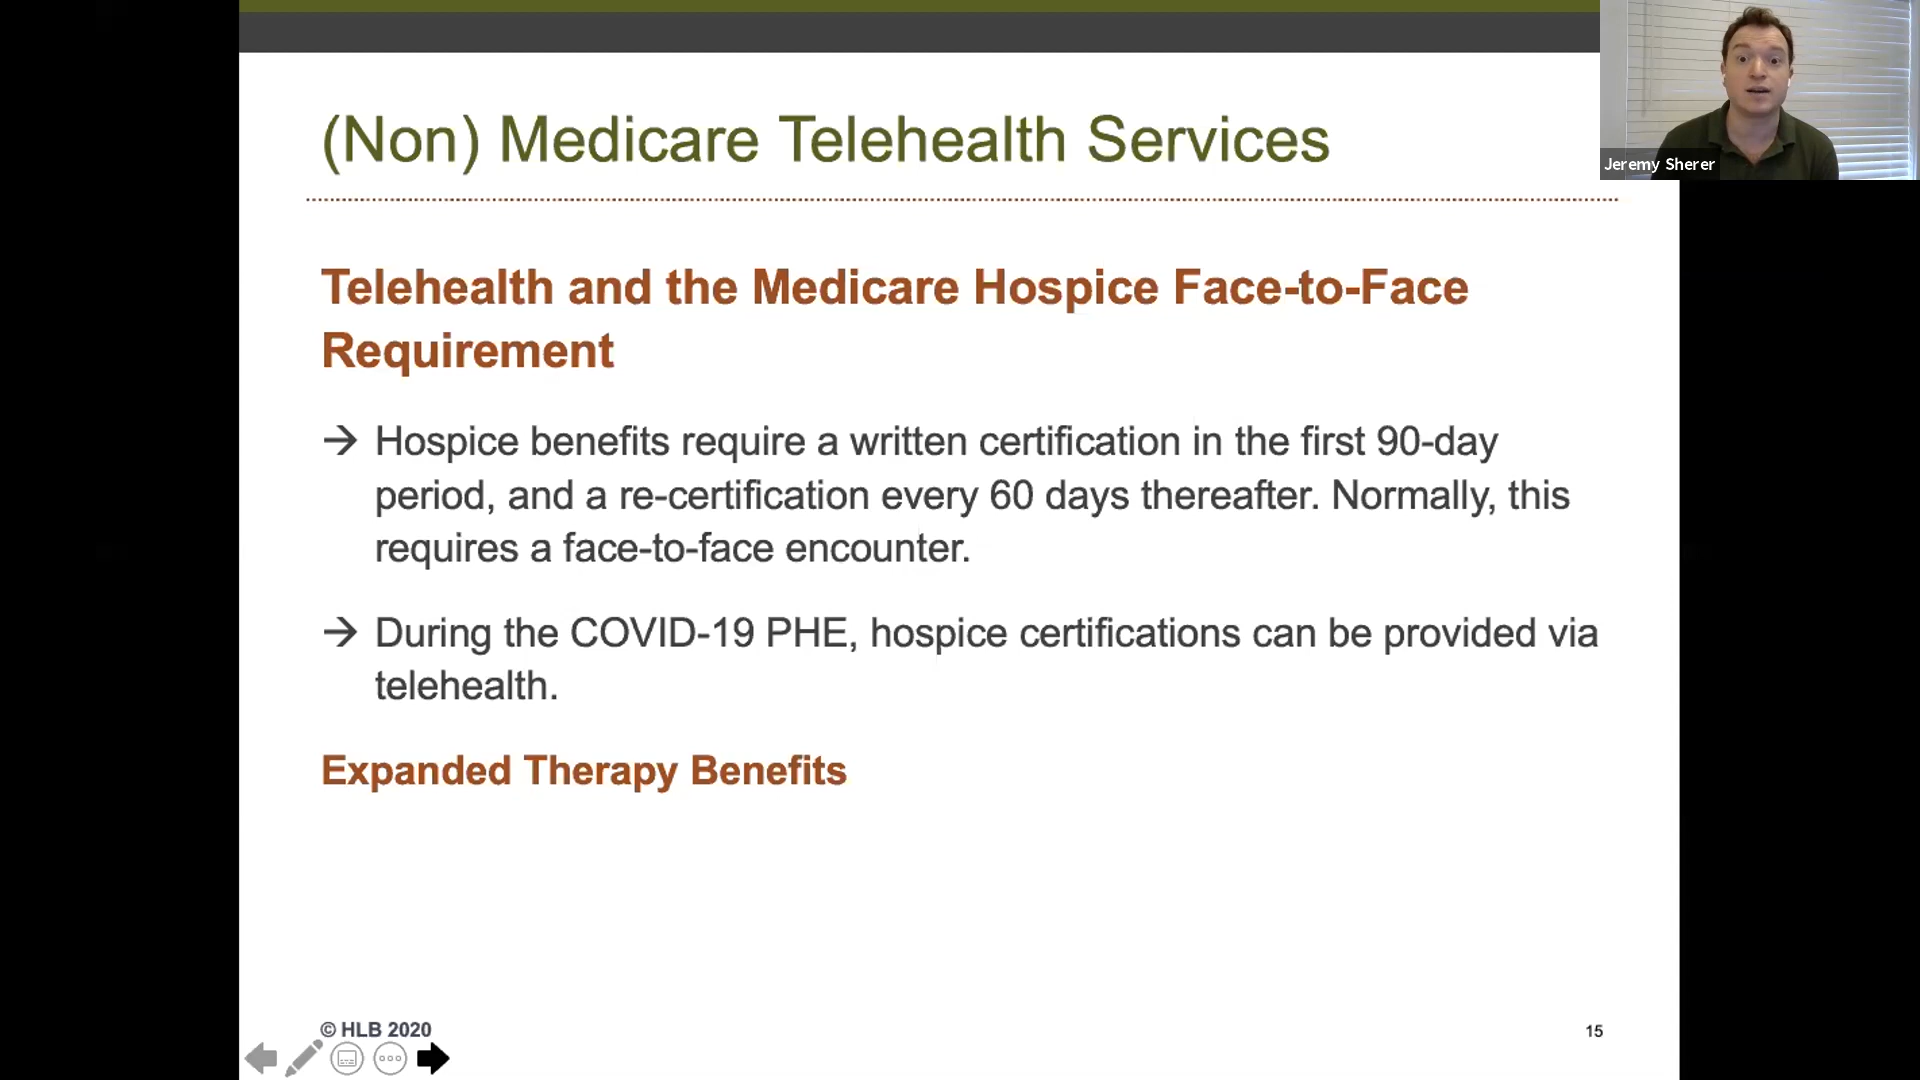 (Non) Medicare Telehealth Services
Jeremy Sherer
Telehealth and the Medicare Hospice Face-to-Face
Requirement
→ Hospice benefits require a written certification in the first 90-day
period, and a re-certification every 60 days thereafter. Normally, this
requires a face-to-face encounter.
→ During the COVID-19 PHE, hospice certifications can be provided via
telehealth.
Expanded Therapy Benefits
© HLB 2020
15